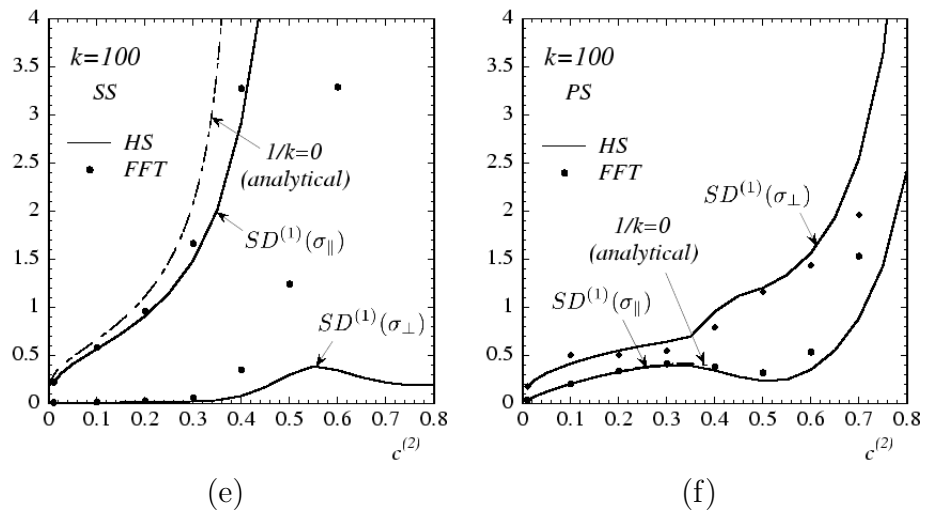 4
3.5
3
2.5
2
1.5
1
0.5
0
k=100
SS
HS
FFT
1/k=0
(analytical)
SD^{(1)}(σ_∥)
SD^{(1)}(σ_⊥)
0 0.1 0.2 0.3 0.4 0.5 0.6 0.7 0.8
c^{(2)}
(e)
4
3.5
3
2.5
2
1.5
1
0.5
0
k=100
PS
HS
FFT
SD^{(1)}(σ_⊥)
1/k=0
(analytical)
SD^{(1)}(σ_∥)
0 0.1 0.2 0.3 0.4 0.5 0.6 0.7 0.8
c^{(2)}
(f)